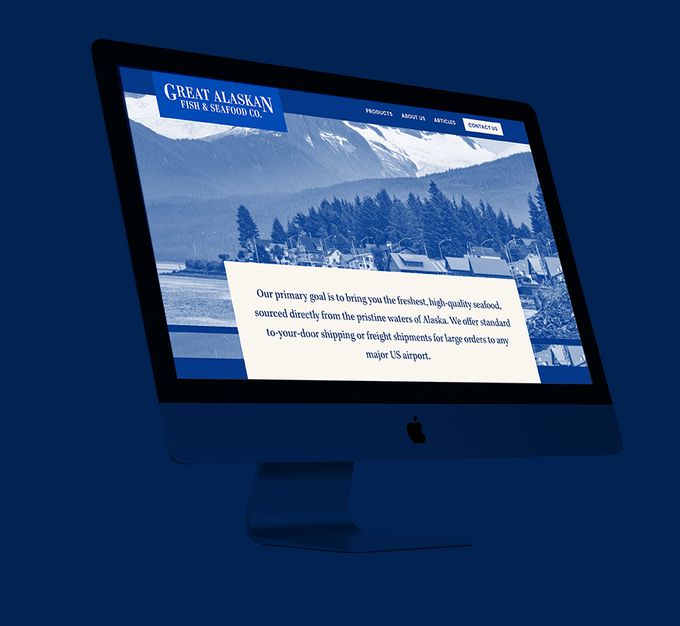 GREAT ALASKAN
FISH & SEAFOOD CO.
PRODUCTS ABOUT US ARTICLES CONTACT US
Our primary goal is to bring you the freshest, high-quality seafood,
sourced directly from the pristine waters of Alaska. We offer standard
to-your-door shipping or freight shipments for large orders to any
major US airport.